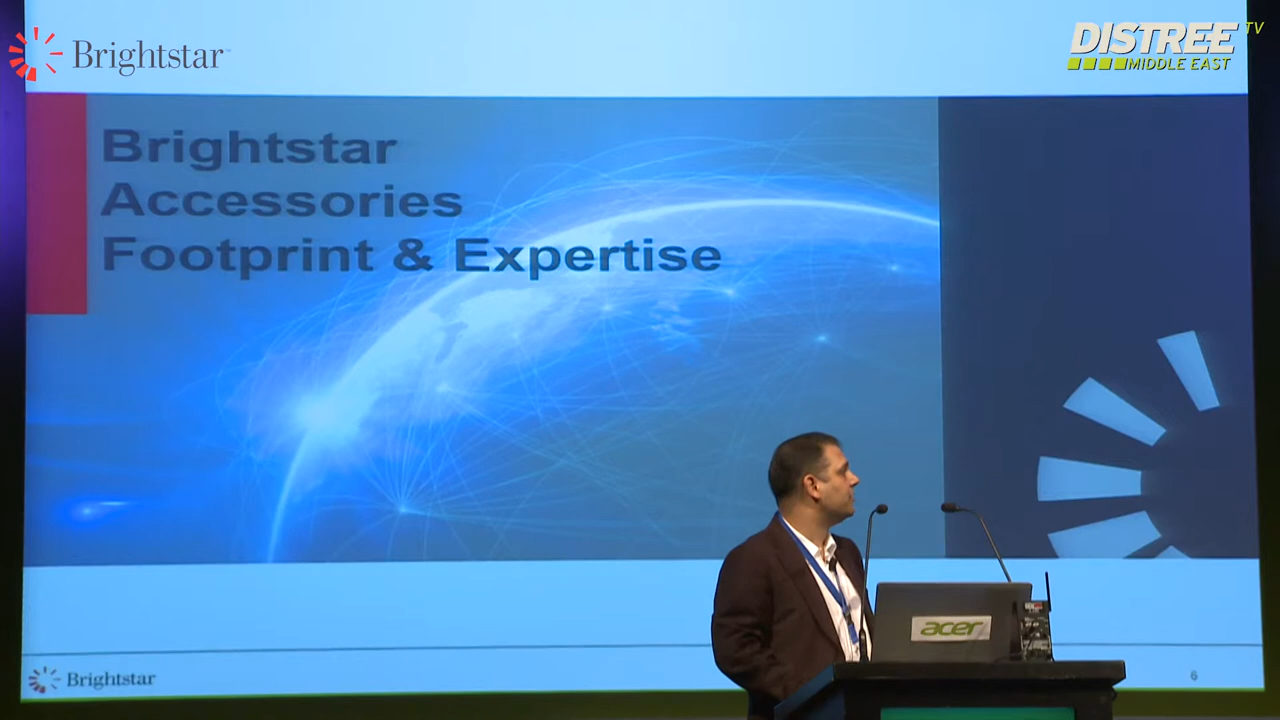 Brightstar
DISTREE TV
MIDDLE EAST
Brightstar
Accessories
Footprint & Expertise
acer
Brightstar
6